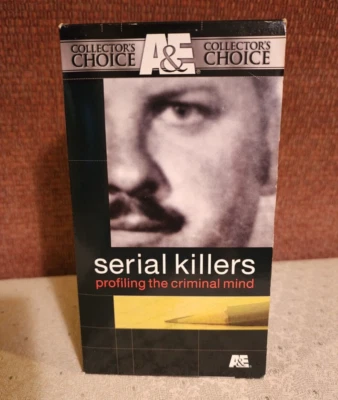 COLLECTOR'S CHOICE A&E® COLLECTOR'S CHOICE
serial killers
profiling the criminal mind
A&E